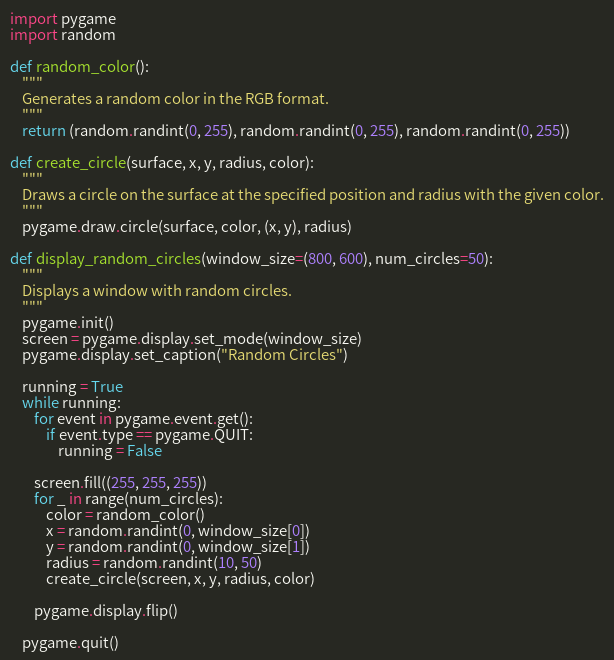 import pygame
import random

def random_color():
    """
    Generates a random color in the RGB format.
    """
    return (random.randint(0, 255), random.randint(0, 255), random.randint(0, 255))

def create_circle(surface, x, y, radius, color):
    """
    Draws a circle on the surface at the specified position and radius with the given color.
    """
    pygame.draw.circle(surface, color, (x, y), radius)

def display_random_circles(window_size=(800, 600), num_circles=50):
    """
    Displays a window with random circles.
    """
    pygame.init()
    screen = pygame.display.set_mode(window_size)
    pygame.display.set_caption("Random Circles")

    running = True
    while running:
        for event in pygame.event.get():
            if event.type == pygame.QUIT:
                running = False

        screen.fill((255, 255, 255))
        for _ in range(num_circles):
            color = random_color()
            x = random.randint(0, window_size[0])
            y = random.randint(0, window_size[1])
            radius = random.randint(10, 50)
            create_circle(screen, x, y, radius, color)

        pygame.display.flip()

    pygame.quit()